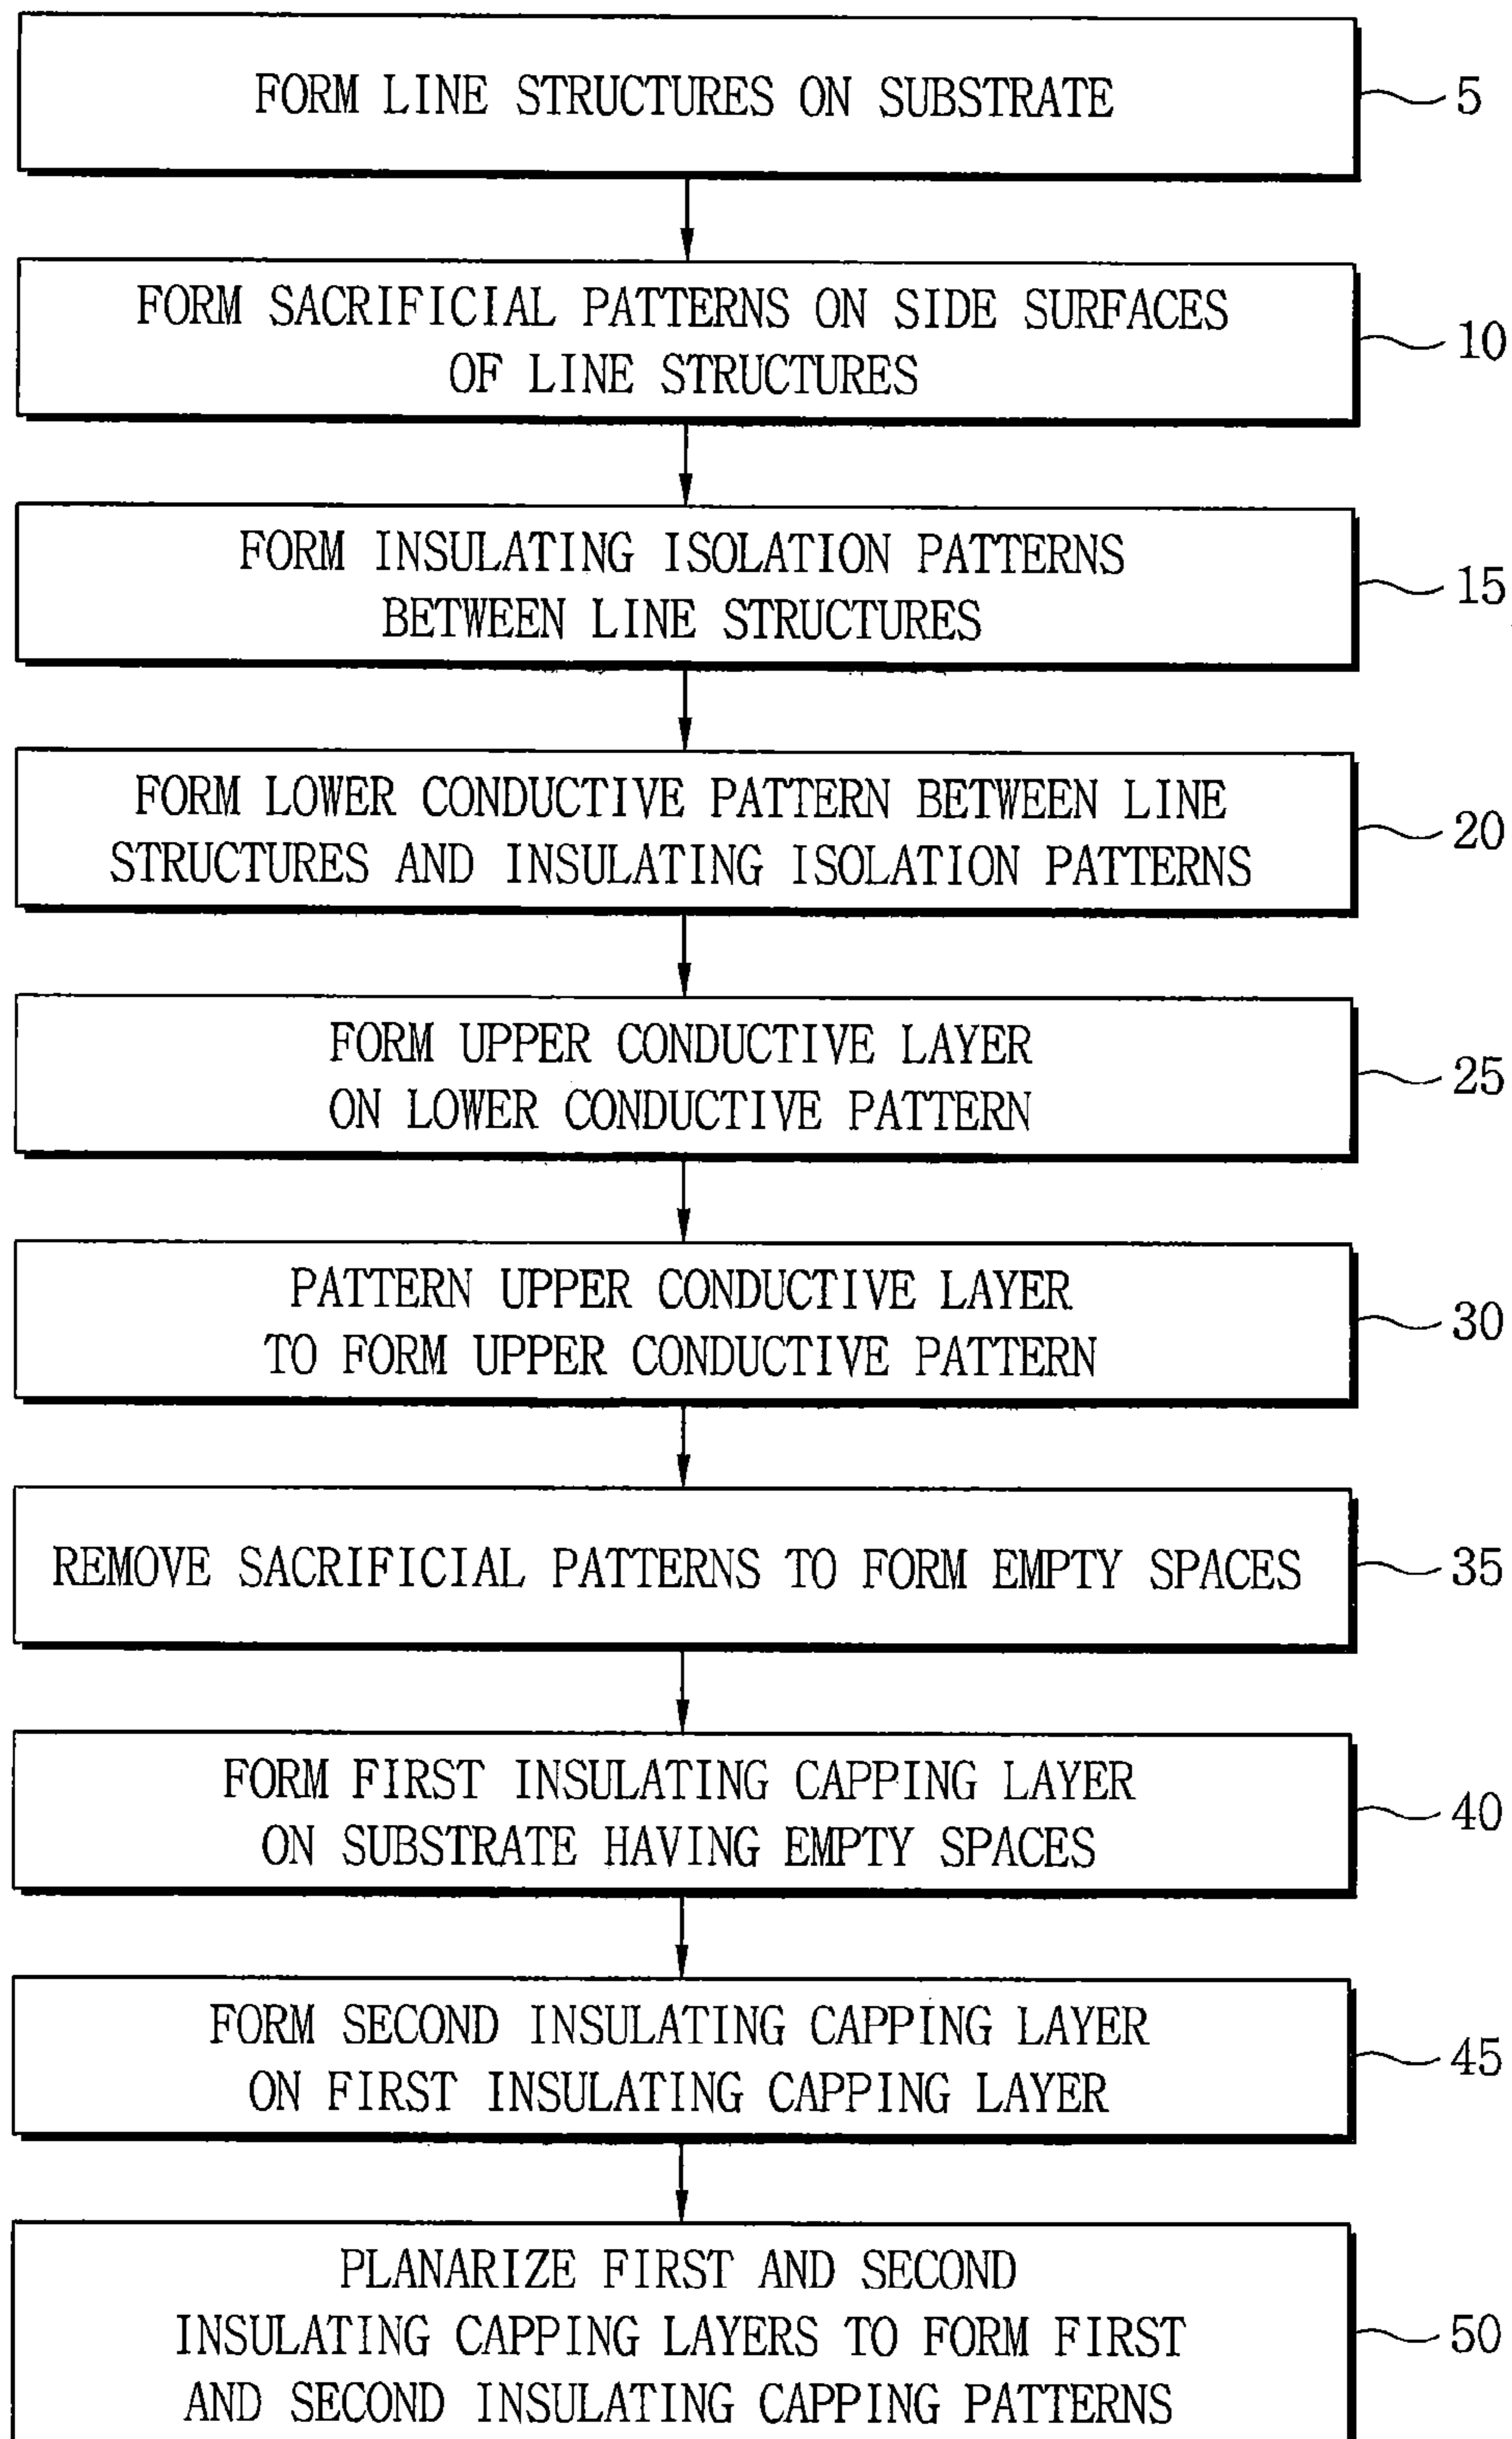 FORM LINE STRUCTURES ON SUBSTRATE
5
FORM SACRIFICIAL PATTERNS ON SIDE SURFACES
OF LINE STRUCTURES
10
FORM INSULATING ISOLATION PATTERNS
BETWEEN LINE STRUCTURES
15
FORM LOWER CONDUCTIVE PATTERN BETWEEN LINE
STRUCTURES AND INSULATING ISOLATION PATTERNS
20
FORM UPPER CONDUCTIVE LAYER
ON LOWER CONDUCTIVE PATTERN
25
PATTERN UPPER CONDUCTIVE LAYER
TO FORM UPPER CONDUCTIVE PATTERN
30
REMOVE SACRIFICIAL PATTERNS TO FORM EMPTY SPACES
35
FORM FIRST INSULATING CAPPING LAYER
ON SUBSTRATE HAVING EMPTY SPACES
40
FORM SECOND INSULATING CAPPING LAYER
ON FIRST INSULATING CAPPING LAYER
45
PLANARIZE FIRST AND SECOND
INSULATING CAPPING LAYERS TO FORM FIRST
AND SECOND INSULATING CAPPING PATTERNS
50